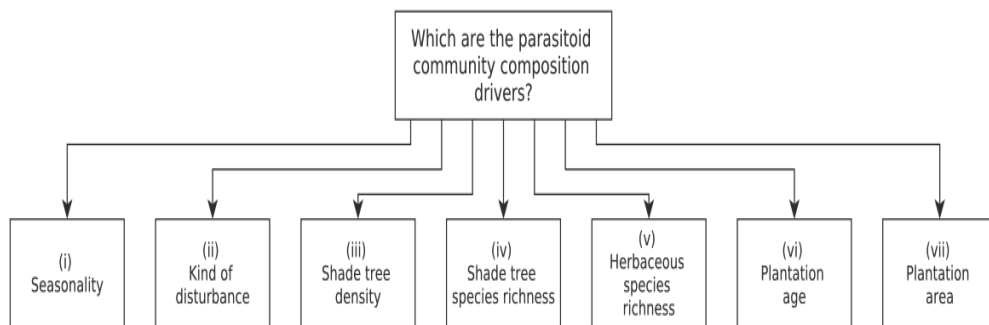 Which are the parasitoid
community composition
drivers?
(i)
Seasonality
(ii)
Kind of
disturbance
(iii)
Shade tree
density
(iv)
Shade tree
species richness
(v)
Herbaceous
species
richness
(vi)
Plantation
age
(vii)
Plantation
area